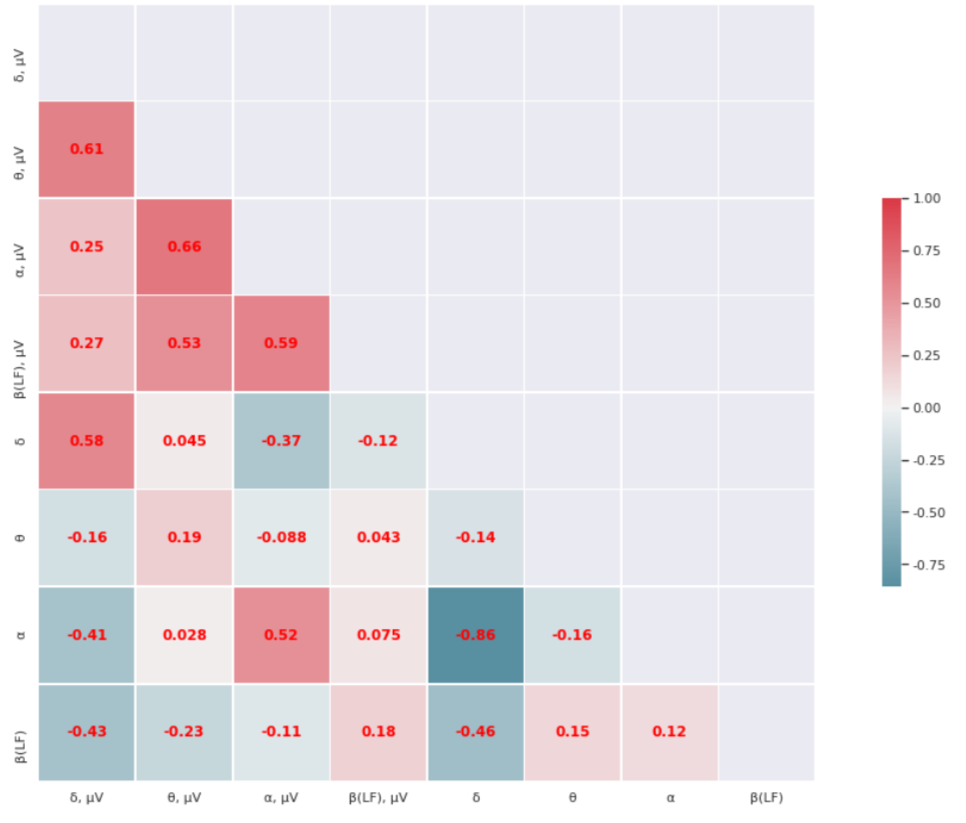 δ, μV
θ, μV
0.61
α, μV
0.25 0.66
β(LF), μV
0.27 0.53 0.59
δ
0.58 0.045 -0.37 -0.12
θ
-0.16 0.19 -0.088 0.043 -0.14
α
-0.41 0.028 0.52 0.075 -0.86 -0.16
β(LF)
-0.43 -0.23 -0.11 0.18 -0.46 0.15 0.12
δ, μV θ, μV α, μV β(LF), μV δ θ α β(LF)
1.00
0.75
0.50
0.25
0.00
-0.25
-0.50
-0.75